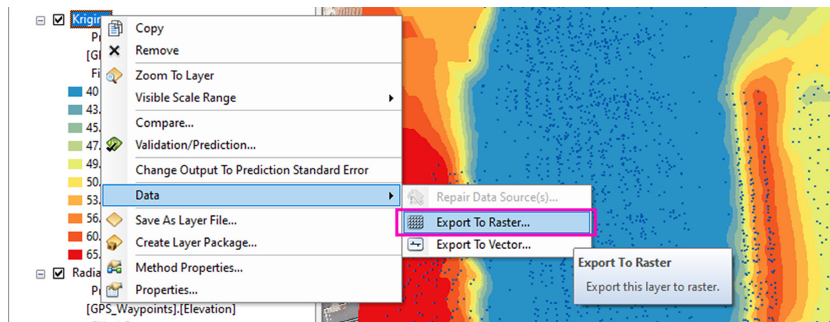 Krigin
Copy
P
Remove
[G
Fi
Zoom To Layer
40
Visible Scale Range
43.
Compare...
45.
47.
Validation/Prediction...
49.
Change Output To Prediction Standard Error
50.
53.
Data
Repair Data Source(s)...
56.
Save As Layer File...
Export To Raster...
60.
Create Layer Package...
Export To Vector...
65.
Export To Raster
Radia
Method Properties...
Export this layer to raster.
P
Properties...
[GPS_Waypoints].[Elevation]